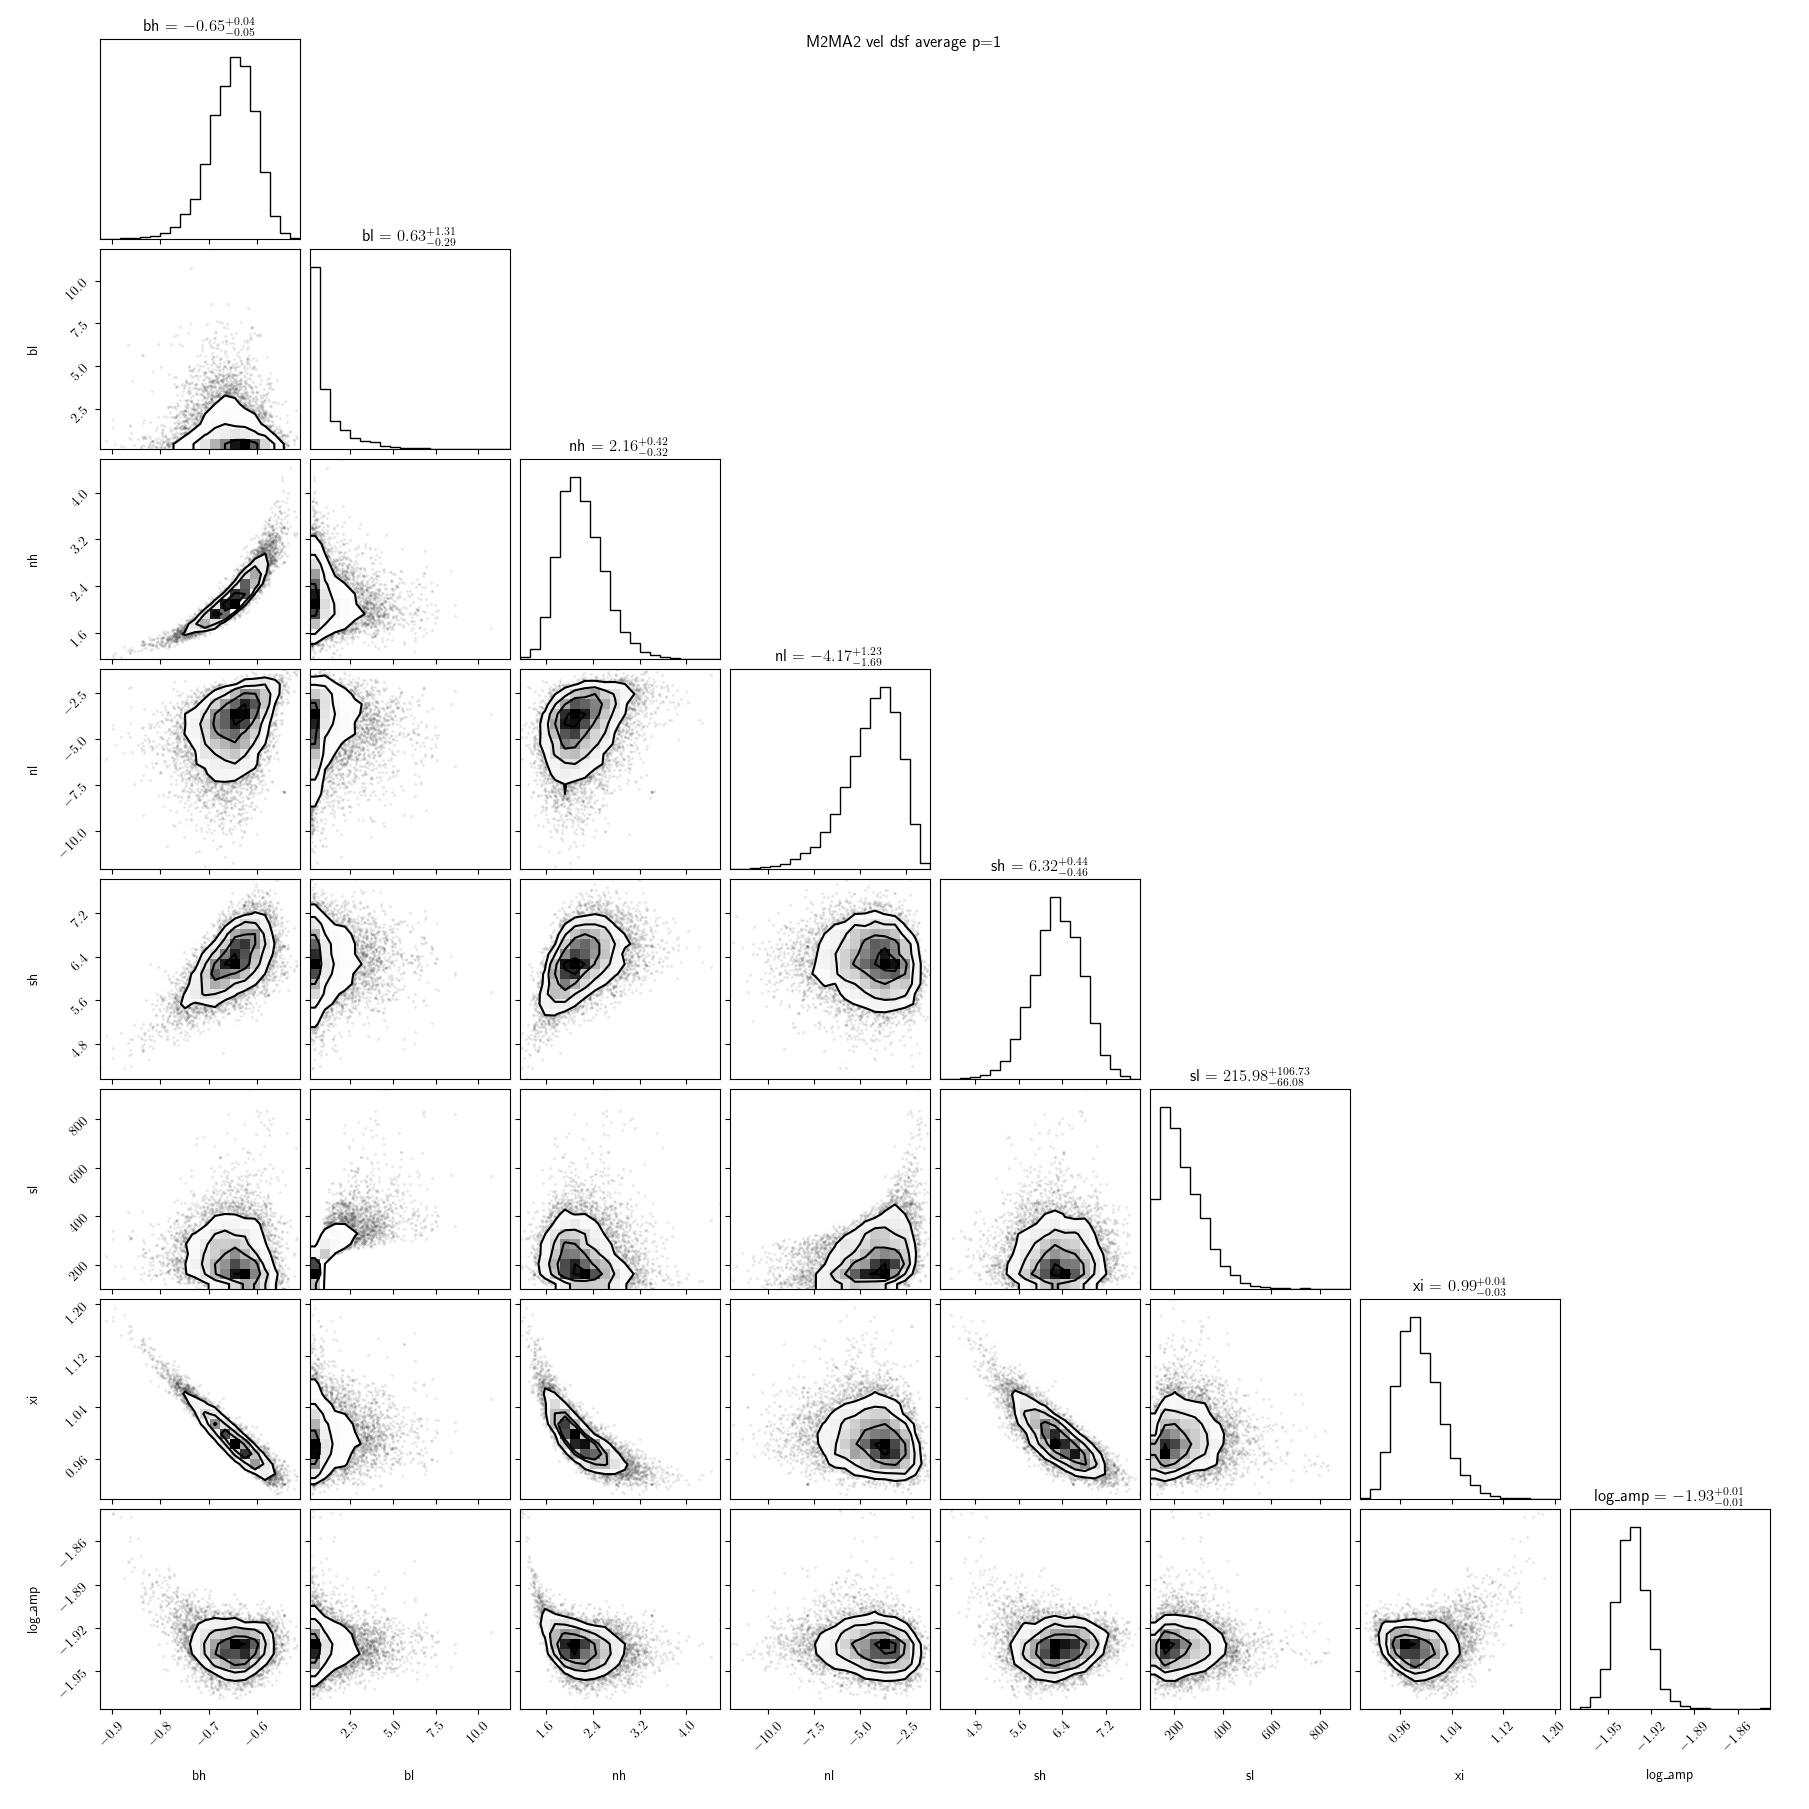 M2MA2 vel dsf average p=1
bh = −0.65 +0.04 −0.05
bl = 0.63 +1.31 −0.29
10.0
7.5
5.0
2.5
bl
nh = 2.16 +0.42 −0.32
4.0
3.2
2.4
1.6
nh
nl = −4.17 +1.23 −1.69
−2.5
−5.0
−7.5
−10.0
nl
sh = 6.32 +0.44 −0.46
7.2
6.4
5.6
4.8
sh
sl = 215.98 +106.73 −66.08
800
600
400
200
sl
xi = 0.99 +0.04 −0.03
1.20
1.12
1.04
0.96
xi
log_amp = −1.93 +0.01 −0.01
−1.86
−1.89
−1.92
−1.95
log_amp
−0.9 −0.8 −0.7 −0.6 2.5 5.0 7.5 10.0 1.6 2.4 3.2 4.0 −10.0 −7.5 −5.0 −2.5 4.8 5.6 6.4 7.2 200 400 600 800 0.96 1.04 1.12 1.20 −1.95 −1.92 −1.89 −1.86
bh bl nh nl sh sl xi log_amp